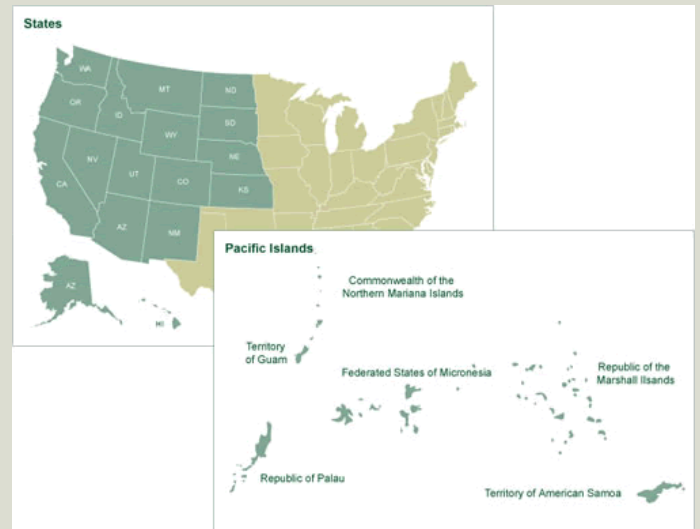 States
WA
MT
ND
OR
ID
SD
WY
NE
NV
UT
CO
KS
CA
AZ
NM
AZ
HI
Pacific Islands
Commonwealth of the
Northern Mariana Islands
Territory
of Guam
Federated States of Micronesia
Republic of the
Marshall Ilsands
Republic of Palau
Territory of American Samoa